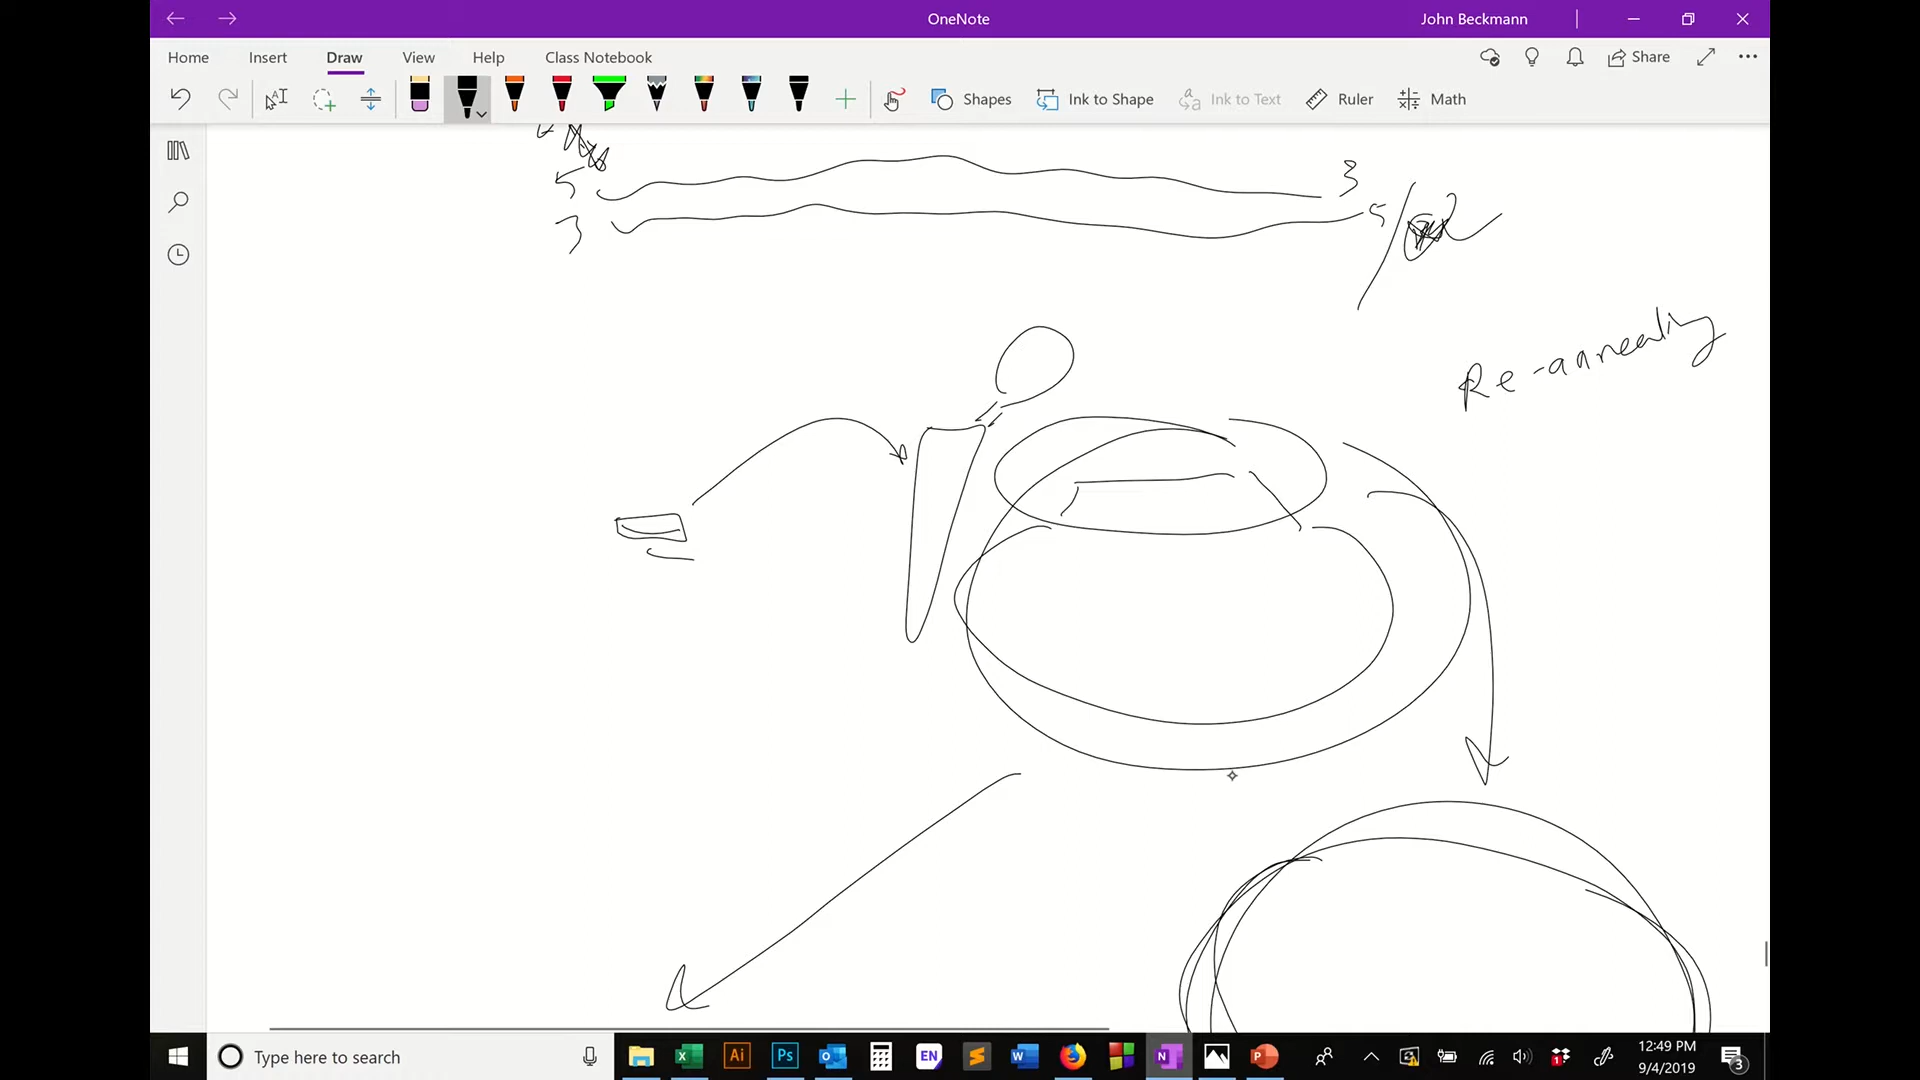 OneNote
John Beckmann
Home Insert Draw View Help Class Notebook
Share
Shapes
Ink to Shape
Ink to Text
Ruler
Math
5 3
3 5
Re-annealing
Type here to search
12:49 PM
9/4/2019
3